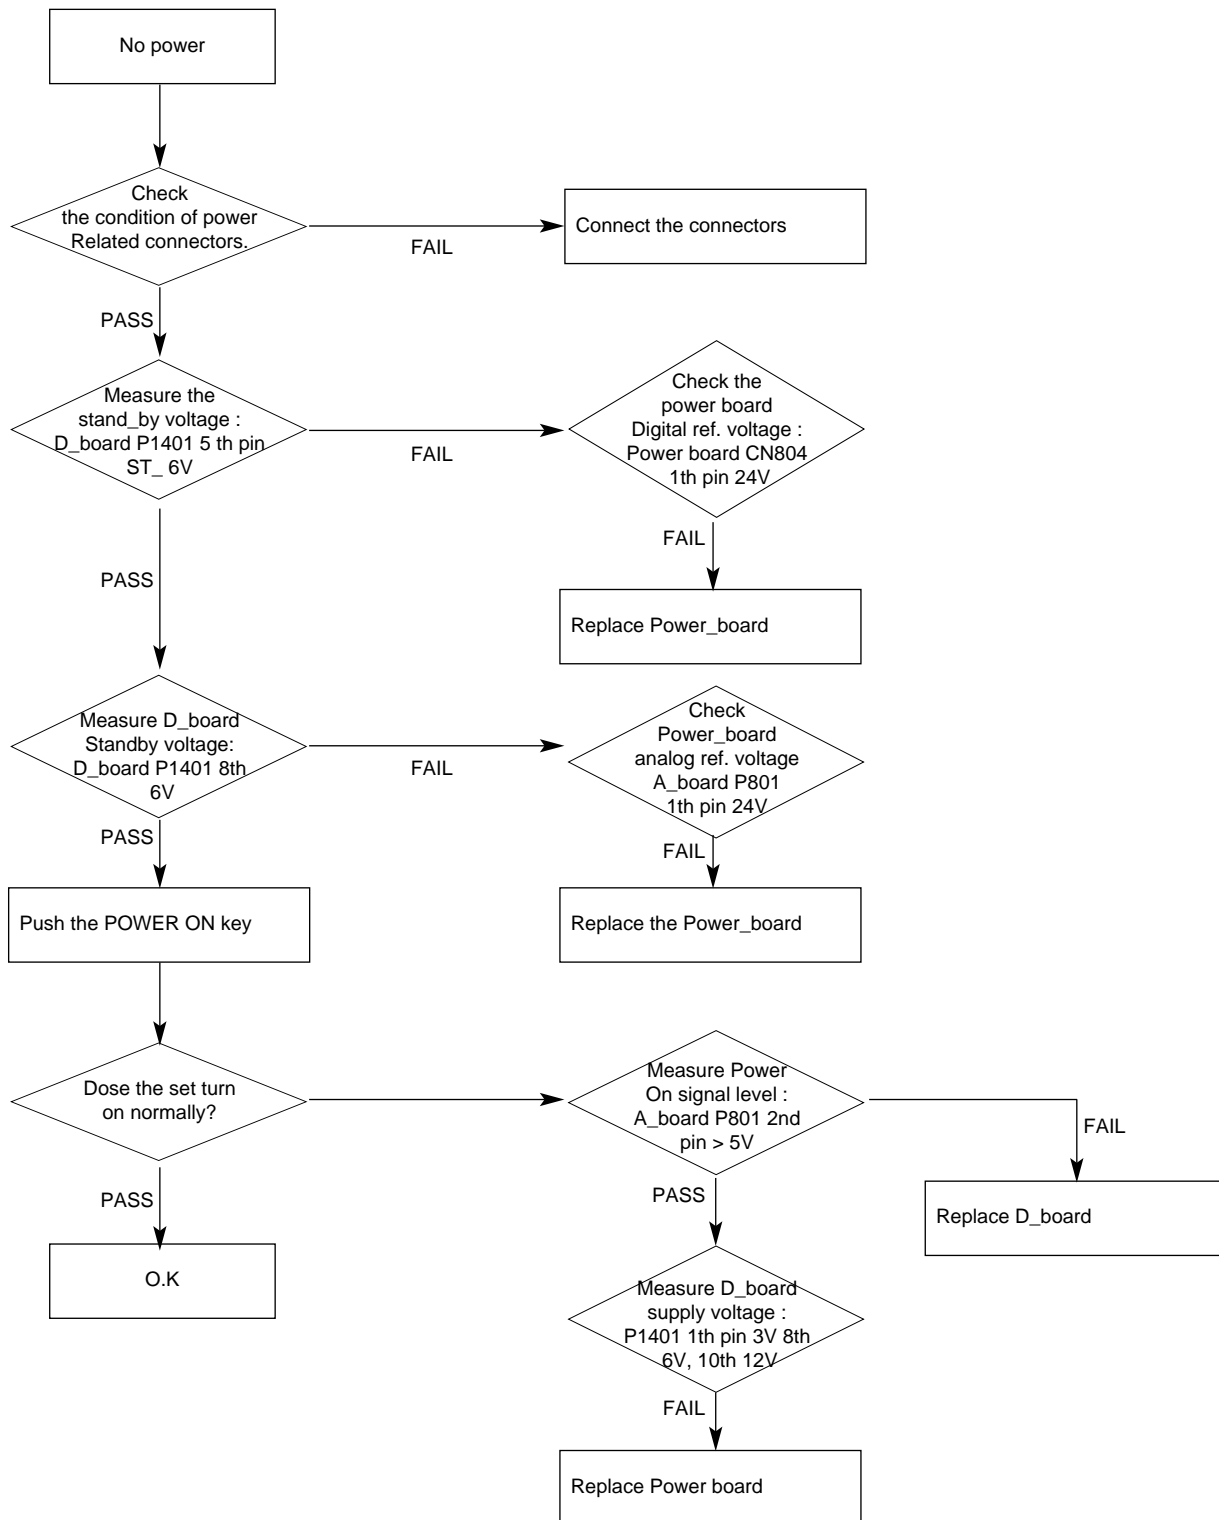 No power
Check
the condition of power
Related connectors.
FAIL
Connect the connectors
PASS
Measure the
stand_by voltage :
D_board P1401 5 th pin
ST_ 6V
FAIL
Check the
power board
Digital ref. voltage :
Power board CN804
1th pin 24V
FAIL
Replace Power_board
PASS
Measure D_board
Standby voltage:
D_board P1401 8th
6V
FAIL
Check
Power_board
analog ref. voltage
A_board P801
1th pin 24V
FAIL
Replace the Power_board
PASS
Push the POWER ON key
Dose the set turn
on normally?
Measure Power
On signal level :
A_board P801 2nd
pin > 5V
FAIL
Replace D_board
PASS
O.K
PASS
Measure D_board
supply voltage :
P1401 1th pin 3V 8th
6V, 10th 12V
FAIL
Replace Power board